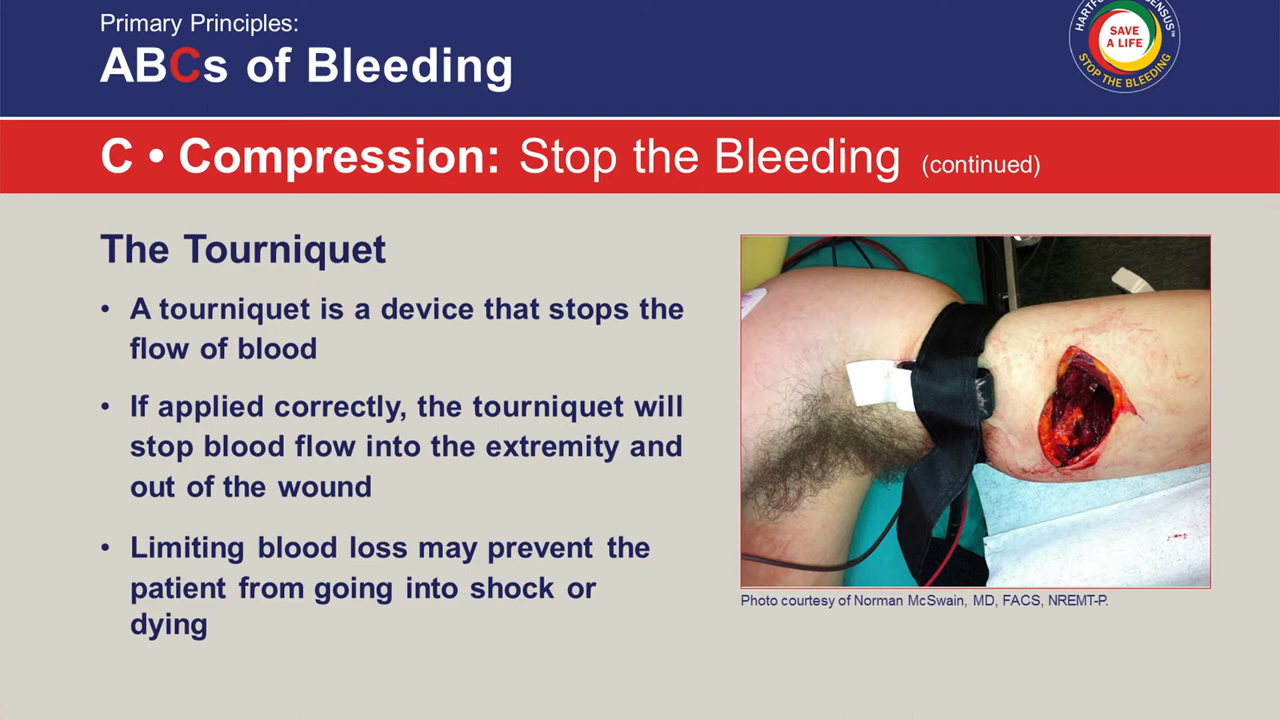 Primary Principles:
ABCs of Bleeding
SAVE
A LIFE
STOP THE BLEEDING
C • Compression: Stop the Bleeding (continued)
The Tourniquet
• A tourniquet is a device that stops the
flow of blood
• If applied correctly, the tourniquet will
stop blood flow into the extremity and
out of the wound
• Limiting blood loss may prevent the
patient from going into shock or
dying
Photo courtesy of Norman McSwain, MD, FACS, NREMT-P.